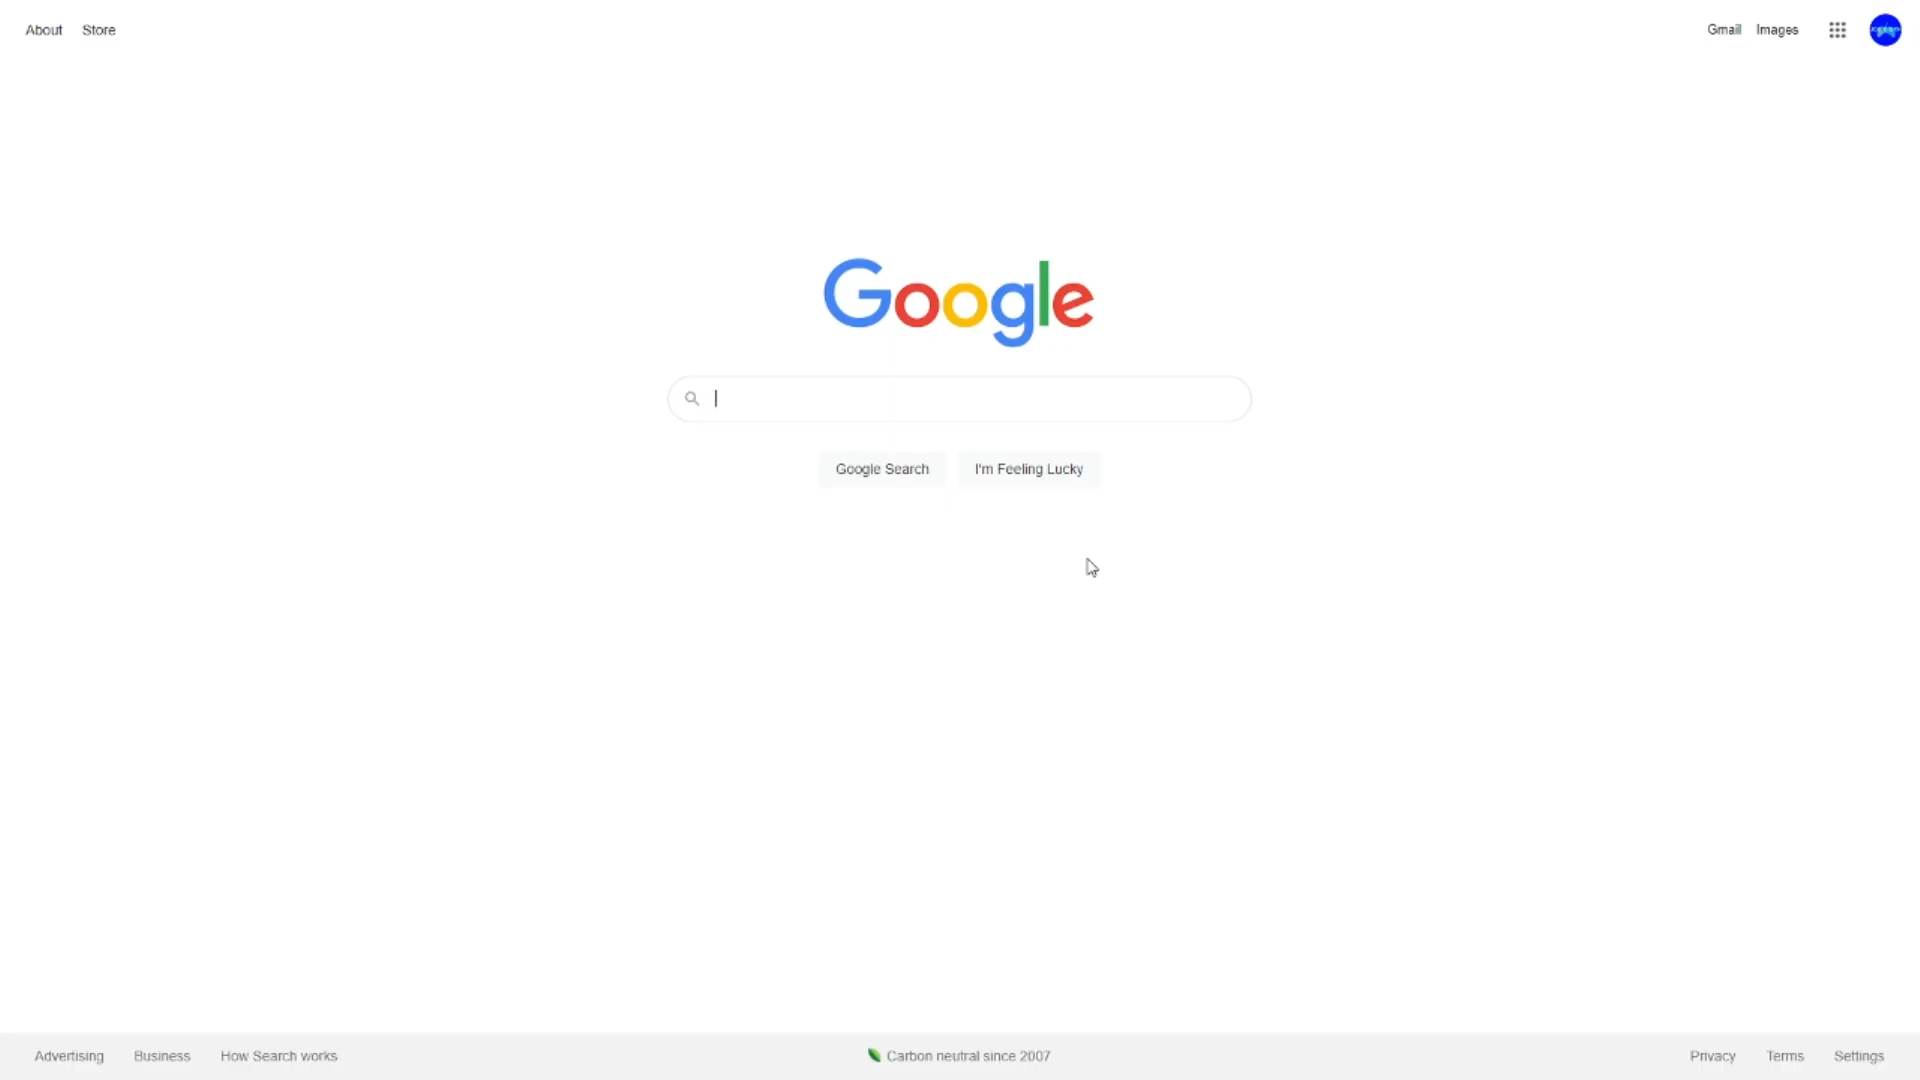 About Store
Gmail Images
Google
Google Search I'm Feeling Lucky
Advertising Business How Search works
Carbon neutral since 2007
Privacy Terms Settings